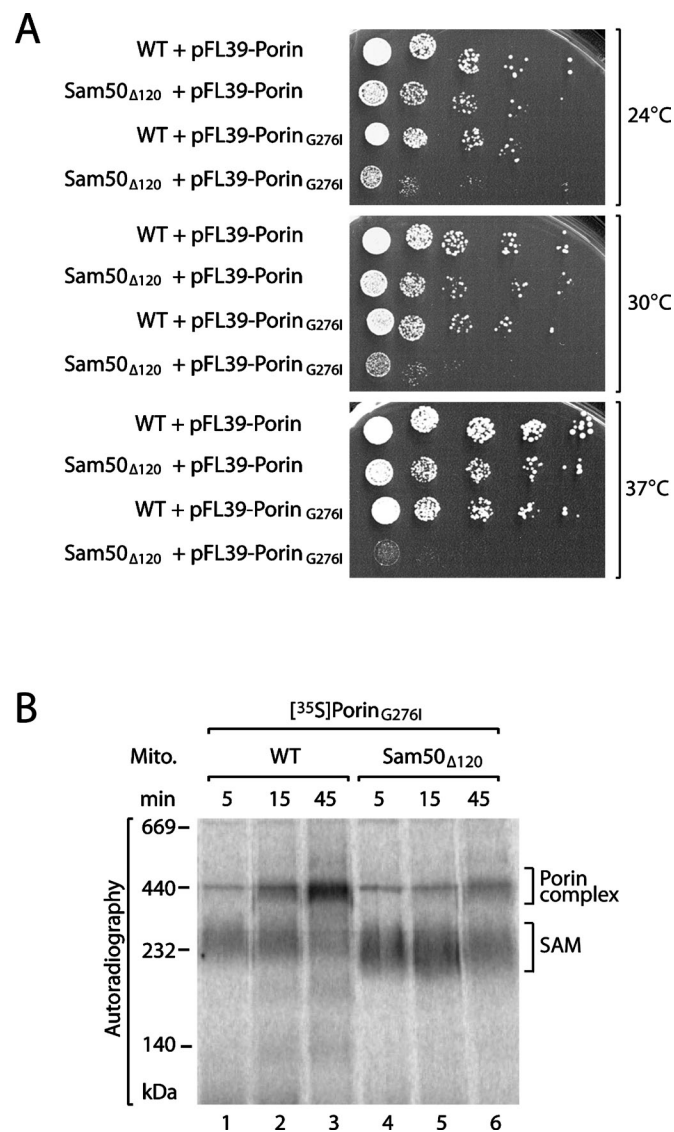 A
WT + pFL39-Porin
Sam50Δ120 + pFL39-Porin
WT + pFL39-PorinG276I
Sam50Δ120 + pFL39-PorinG276I
24°C
WT + pFL39-Porin
Sam50Δ120 + pFL39-Porin
WT + pFL39-PorinG276I
Sam50Δ120 + pFL39-PorinG276I
30°C
WT + pFL39-Porin
Sam50Δ120 + pFL39-Porin
WT + pFL39-PorinG276I
Sam50Δ120 + pFL39-PorinG276I
37°C
B
[35S]PorinG276I
Mito. WT Sam50Δ120
min 5 15 45 5 15 45
Autoradiography
669
440
232
140
kDa
Porin
complex
SAM
1 2 3 4 5 6